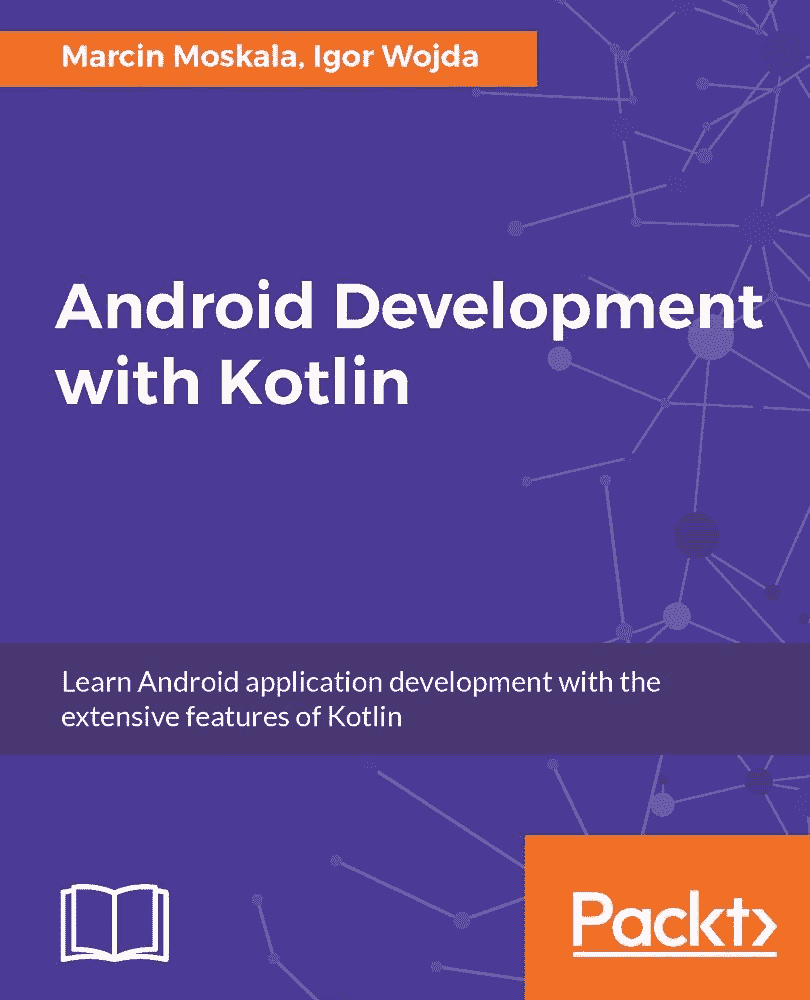 Marcin Moskala, Igor Wojda
Android Development
with Kotlin
Learn Android application development with the
extensive features of Kotlin
Packt>